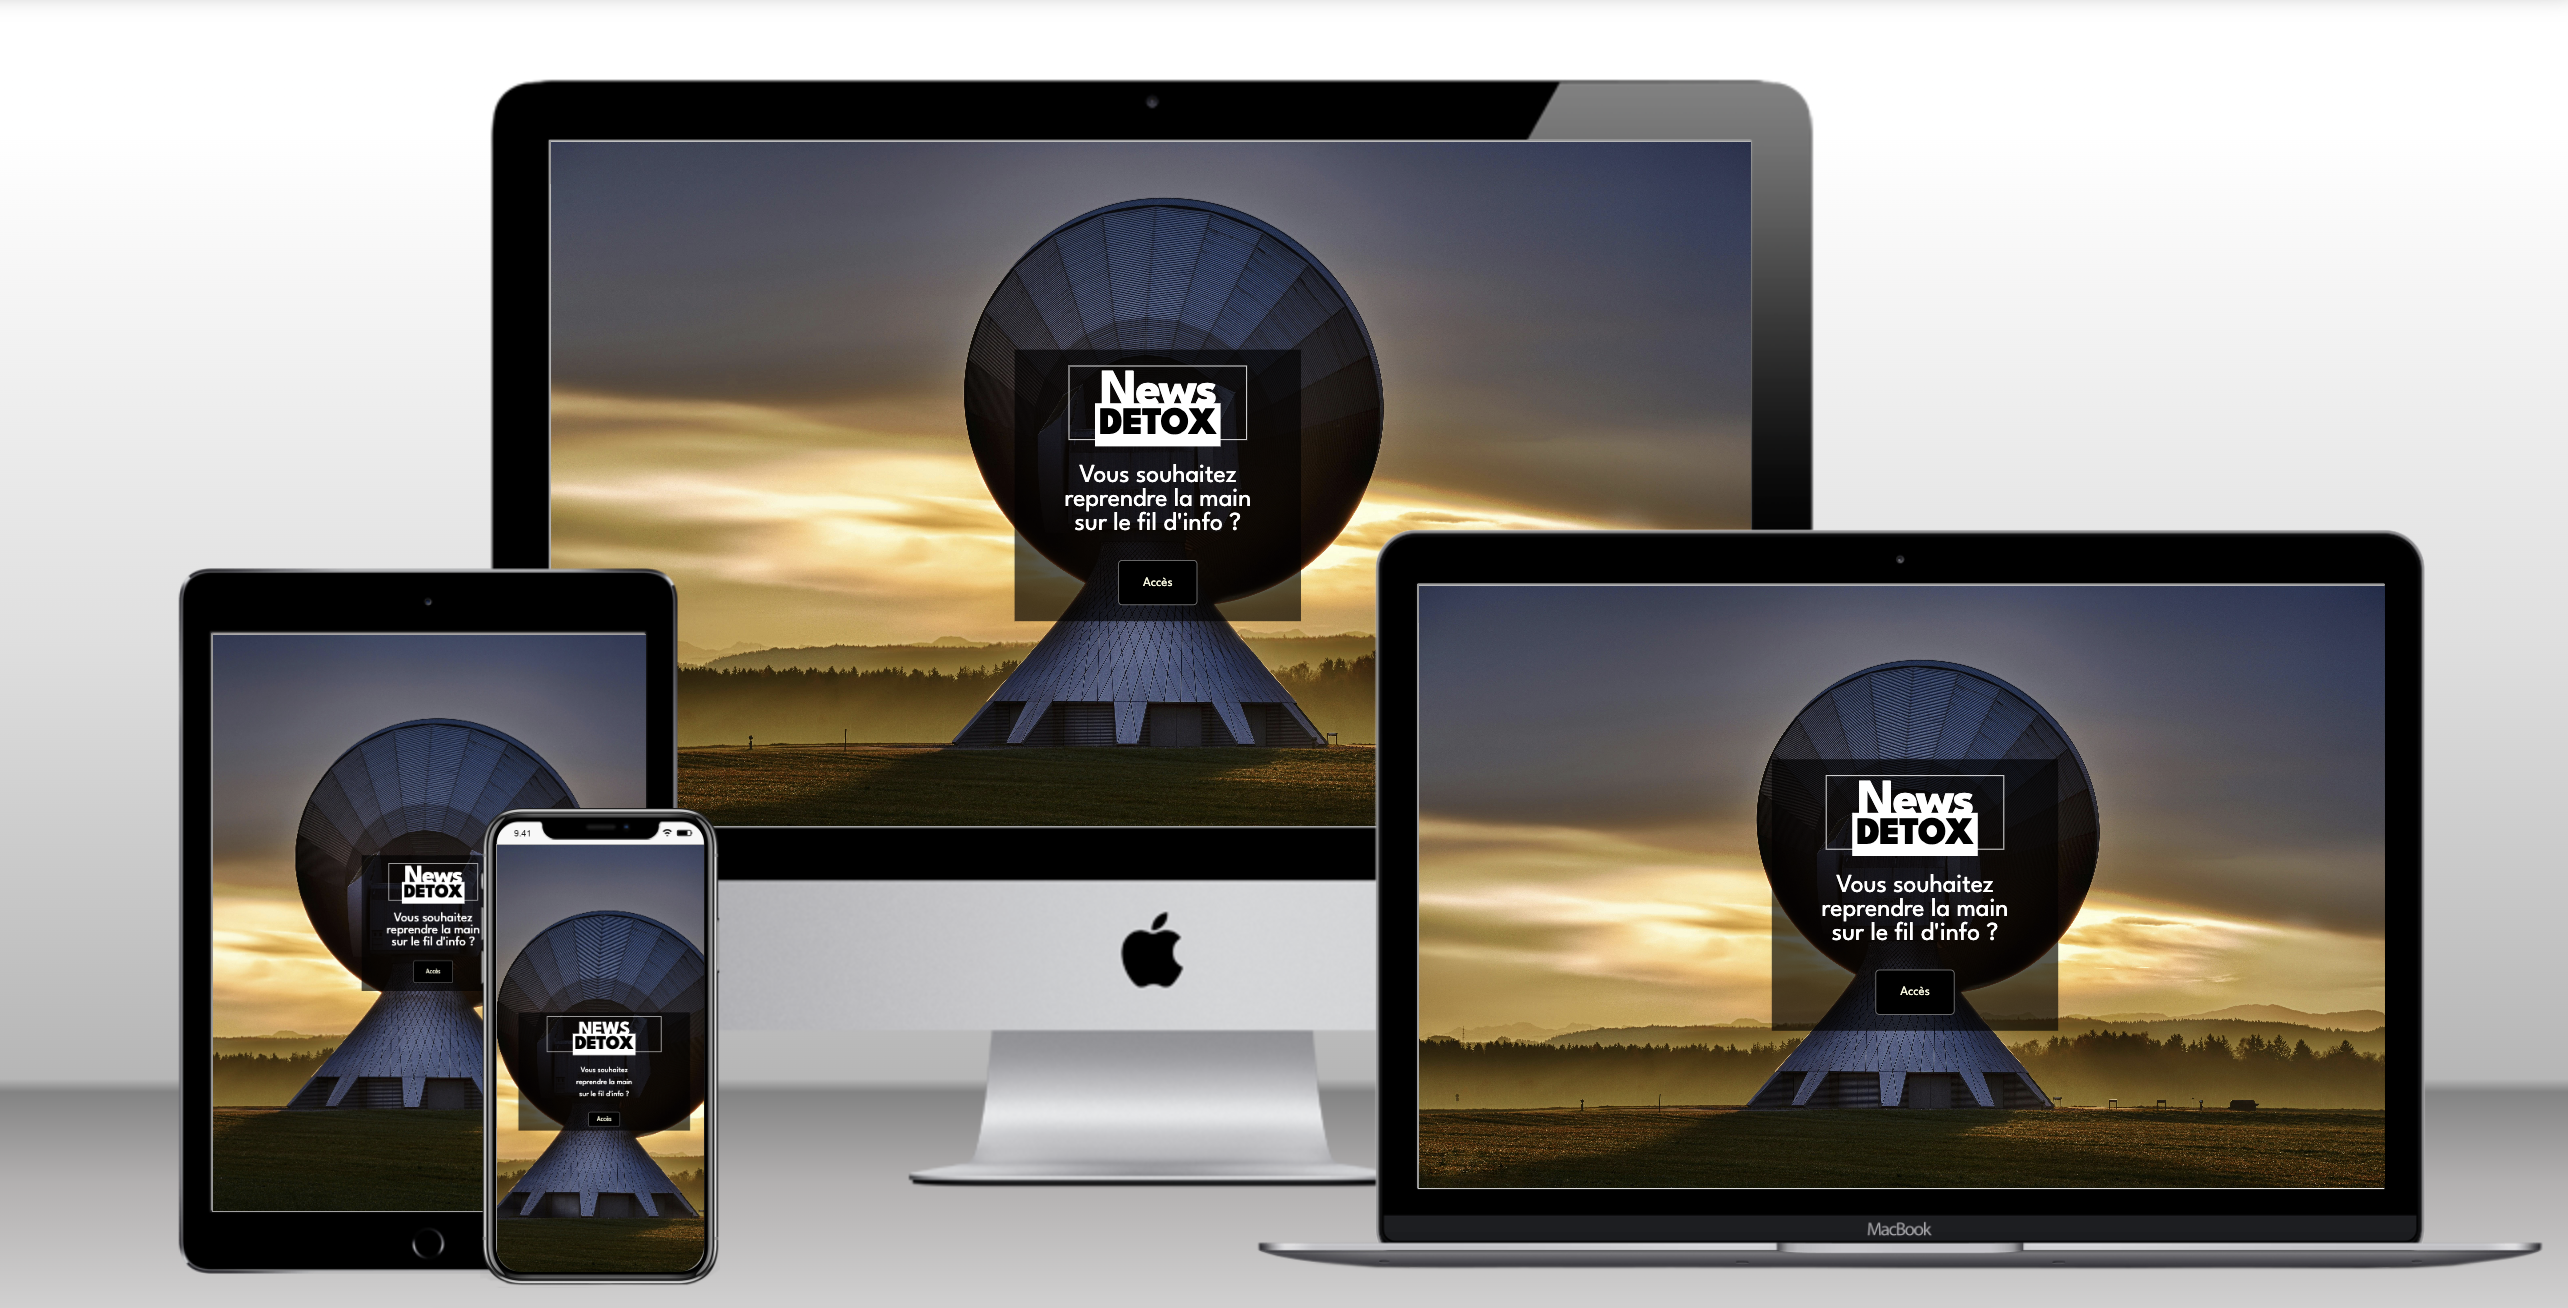 News
DETOX
Vous souhaitez
reprendre la main
sur le fil d'info ?
Accès
News
DETOX
Vous souhaitez
reprendre la main
sur le fil d'info ?
Accès
9.41
NEWS
DETOX
Vous souhaitez
reprendre la main
sur le fil d'info ?
Accès
News
DETOX
Vous souhaitez
reprendre la main
sur le fil d'info ?
Accès
MacBook